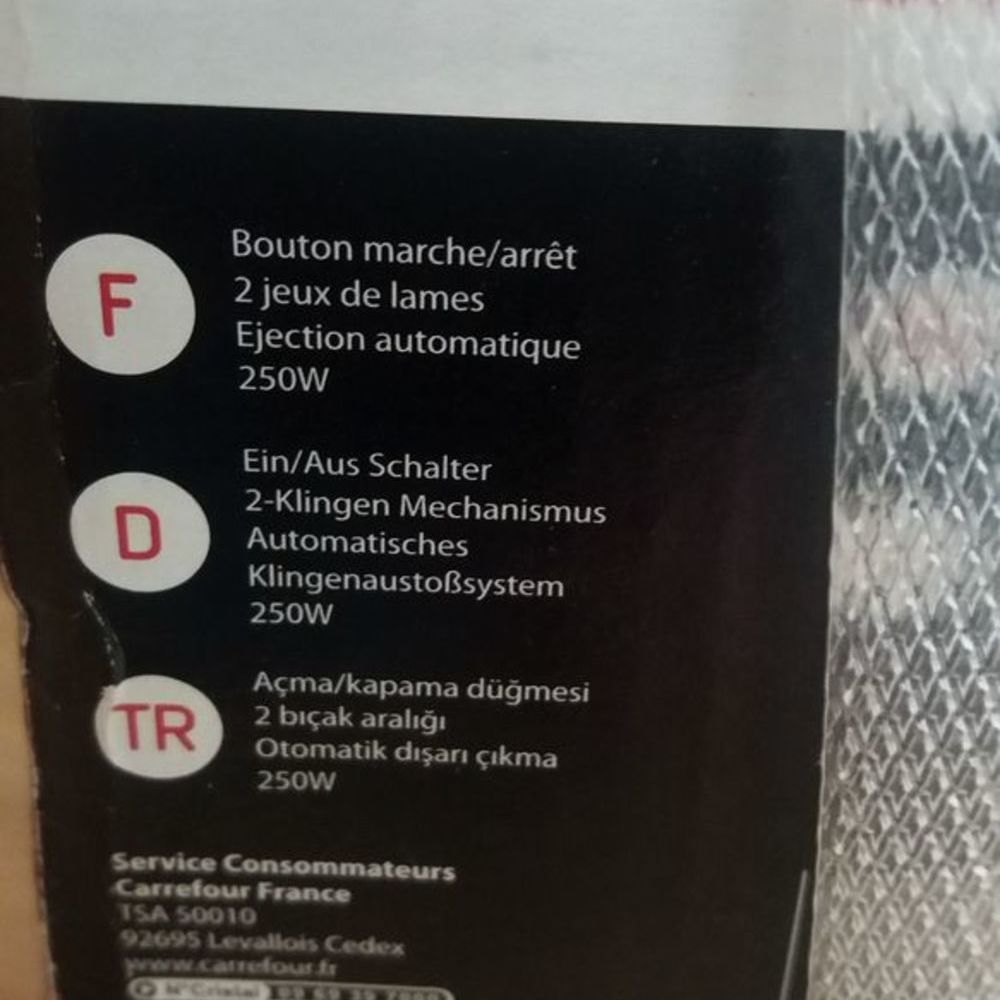 F
Bouton marche/arrêt
2 jeux de lames
Ejection automatique
250W
D
Ein/Aus Schalter
2-Klingen Mechanismus
Automatisches
Klingenaustoßsystem
250W
TR
Açma/kapama düğmesi
2 bıçak aralığı
Otomatik dışarı çıkma
250W
Service Consommateurs
Carrefour France
TSA 50010
92695 Levallois Cedex
www.carrefour.fr
N°Cristal